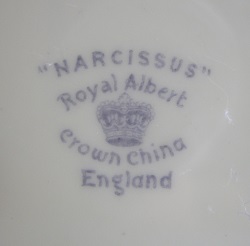 "NARCISSUS"
Royal Albert
Crown China
England